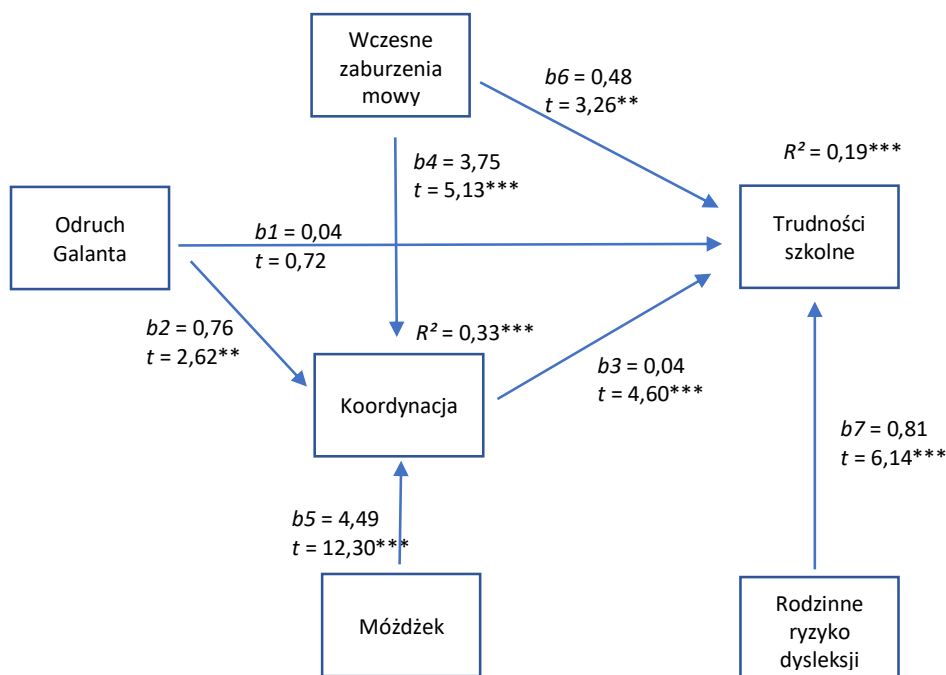 Wczesne
zaburzenia
mowy
b6 = 0,48
t = 3,26**
R² = 0,19***
b4 = 3,75
t = 5,13***
Odruch
Galanta
b1 = 0,04
t = 0,72
Trudności
szkolne
b2 = 0,76
t = 2,62**
R² = 0,33***
Koordynacja
b3 = 0,04
t = 4,60***
b7 = 0,81
t = 6,14***
b5 = 4,49
t = 12,30***
Móżdżek
Rodzinne
ryzyko
dysleksji